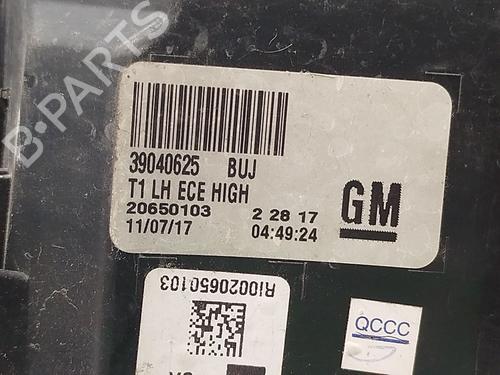 B-PARTS
39040625 BUJ
T1 LH ECE HIGH
20650103 2 28 17
11/07/17 04:49:24
GM
RI0020650103
QCCC